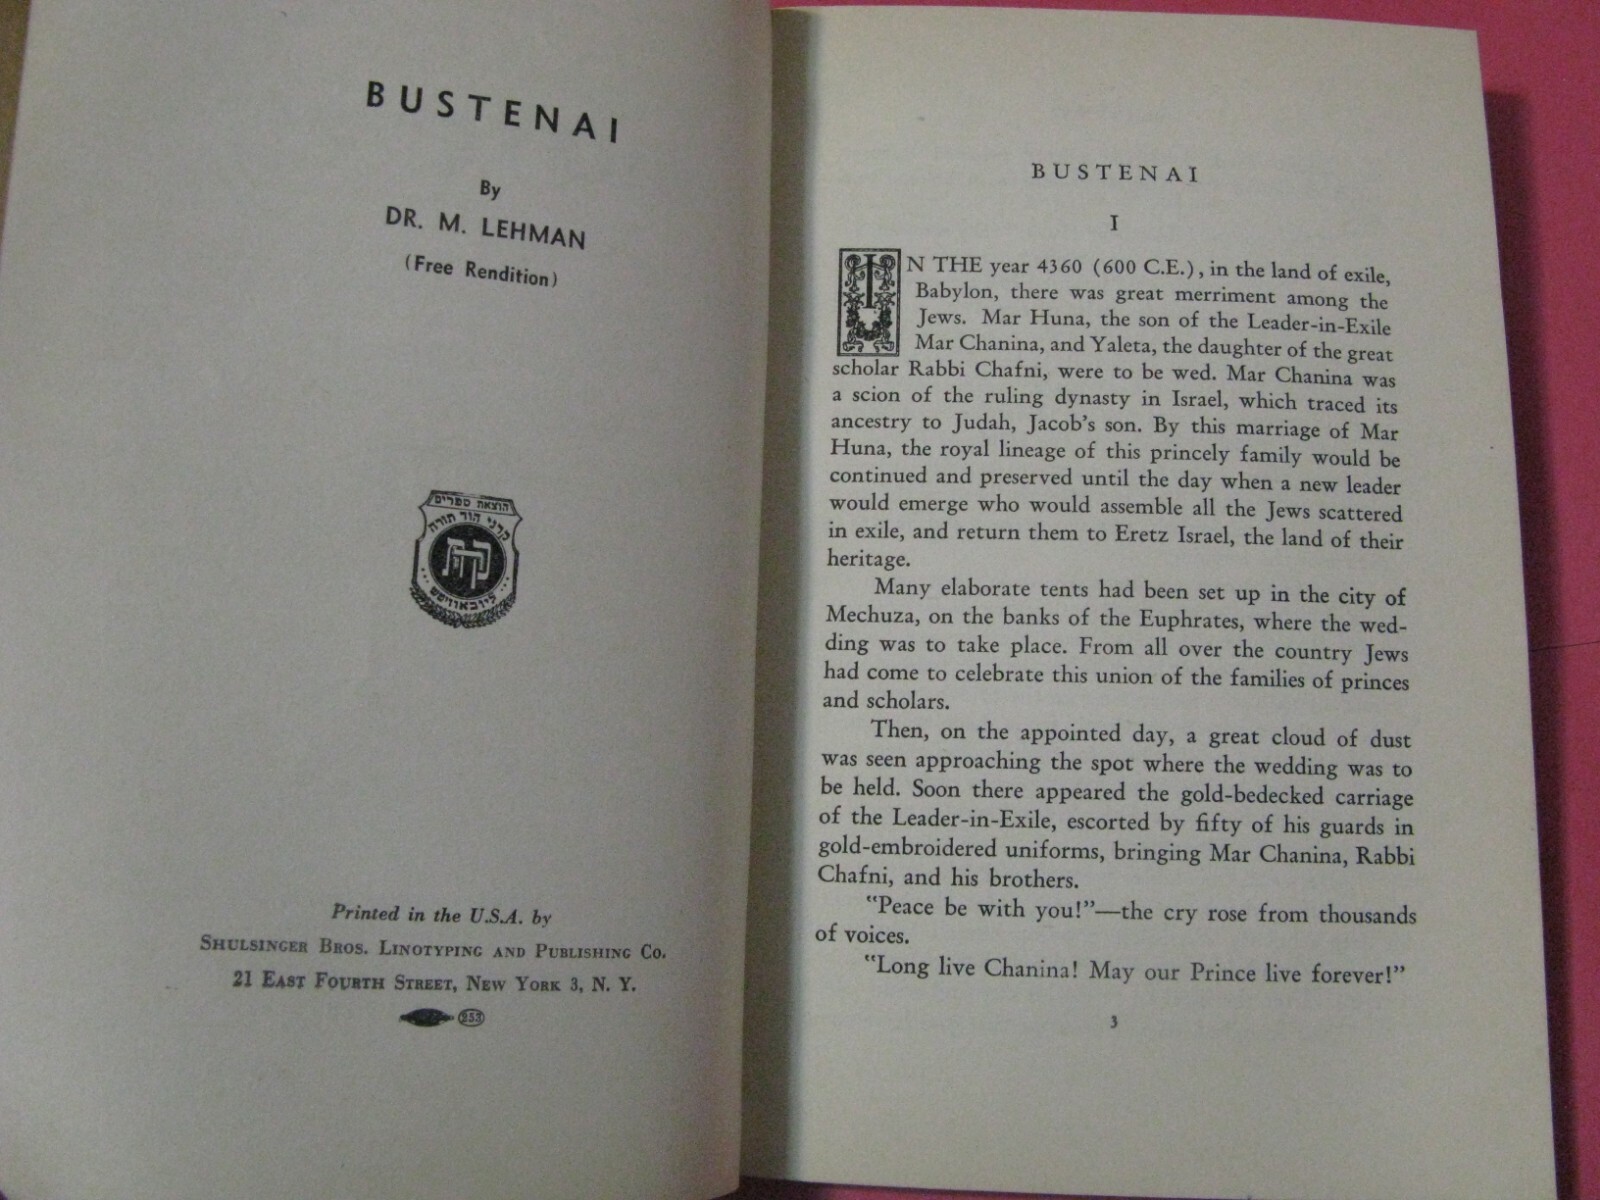 BUSTENAI
By
DR. M. LEHMAN
(Free Rendition)
הוצאת ספרים
קרני הוד תורה
קה"ת
ליובאוויטש
Printed in the U.S.A. by
SHULSINGER BROS. LINOTYPING AND PUBLISHING CO.
21 EAST FOURTH STREET, NEW YORK 3, N. Y.
253
BUSTENAI
I
IN THE year 4360 (600 C.E.), in the land of exile,
Babylon, there was great merriment among the
Jews. Mar Huna, the son of the Leader-in-Exile
Mar Chanina, and Yaleta, the daughter of the great
scholar Rabbi Chafni, were to be wed. Mar Chanina was
a scion of the ruling dynasty in Israel, which traced its
ancestry to Judah, Jacob's son. By this marriage of Mar
Huna, the royal lineage of this princely family would be
continued and preserved until the day when a new leader
would emerge who would assemble all the Jews scattered
in exile, and return them to Eretz Israel, the land of their
heritage.
Many elaborate tents had been set up in the city of
Mechuza, on the banks of the Euphrates, where the wed-
ding was to take place. From all over the country Jews
had come to celebrate this union of the families of princes
and scholars.
Then, on the appointed day, a great cloud of dust
was seen approaching the spot where the wedding was to
be held. Soon there appeared the gold-bedecked carriage
of the Leader-in-Exile, escorted by fifty of his guards in
gold-embroidered uniforms, bringing Mar Chanina, Rabbi
Chafni, and his brothers.
"Peace be with you!"—the cry rose from thousands
of voices.
"Long live Chanina! May our Prince live forever!"
3